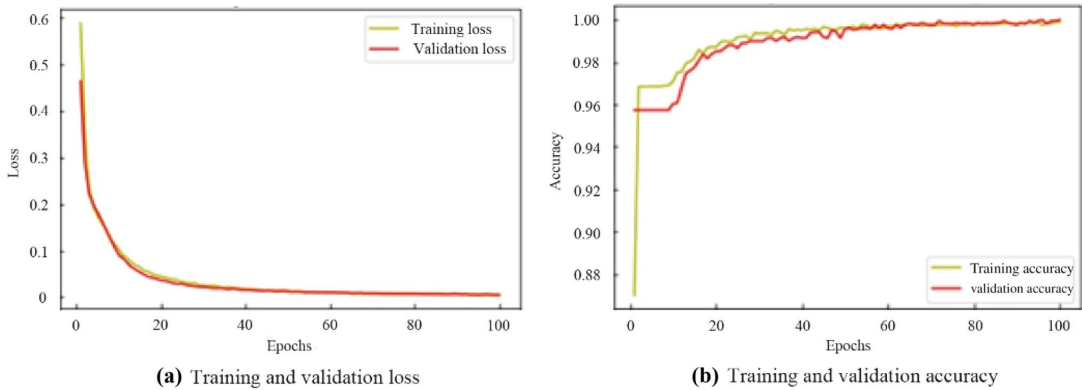 0.6
0.5
0.4
0.3
0.2
0.1
0
Loss
Training loss
Validation loss
0 20 40 60 80 100
Epochs
(a) Training and validation loss
1.00
0.98
0.96
0.94
0.92
0.90
0.88
Accuracy
Training accuracy
validation accuracy
0 20 40 60 80 100
Epochs
(b) Training and validation accuracy